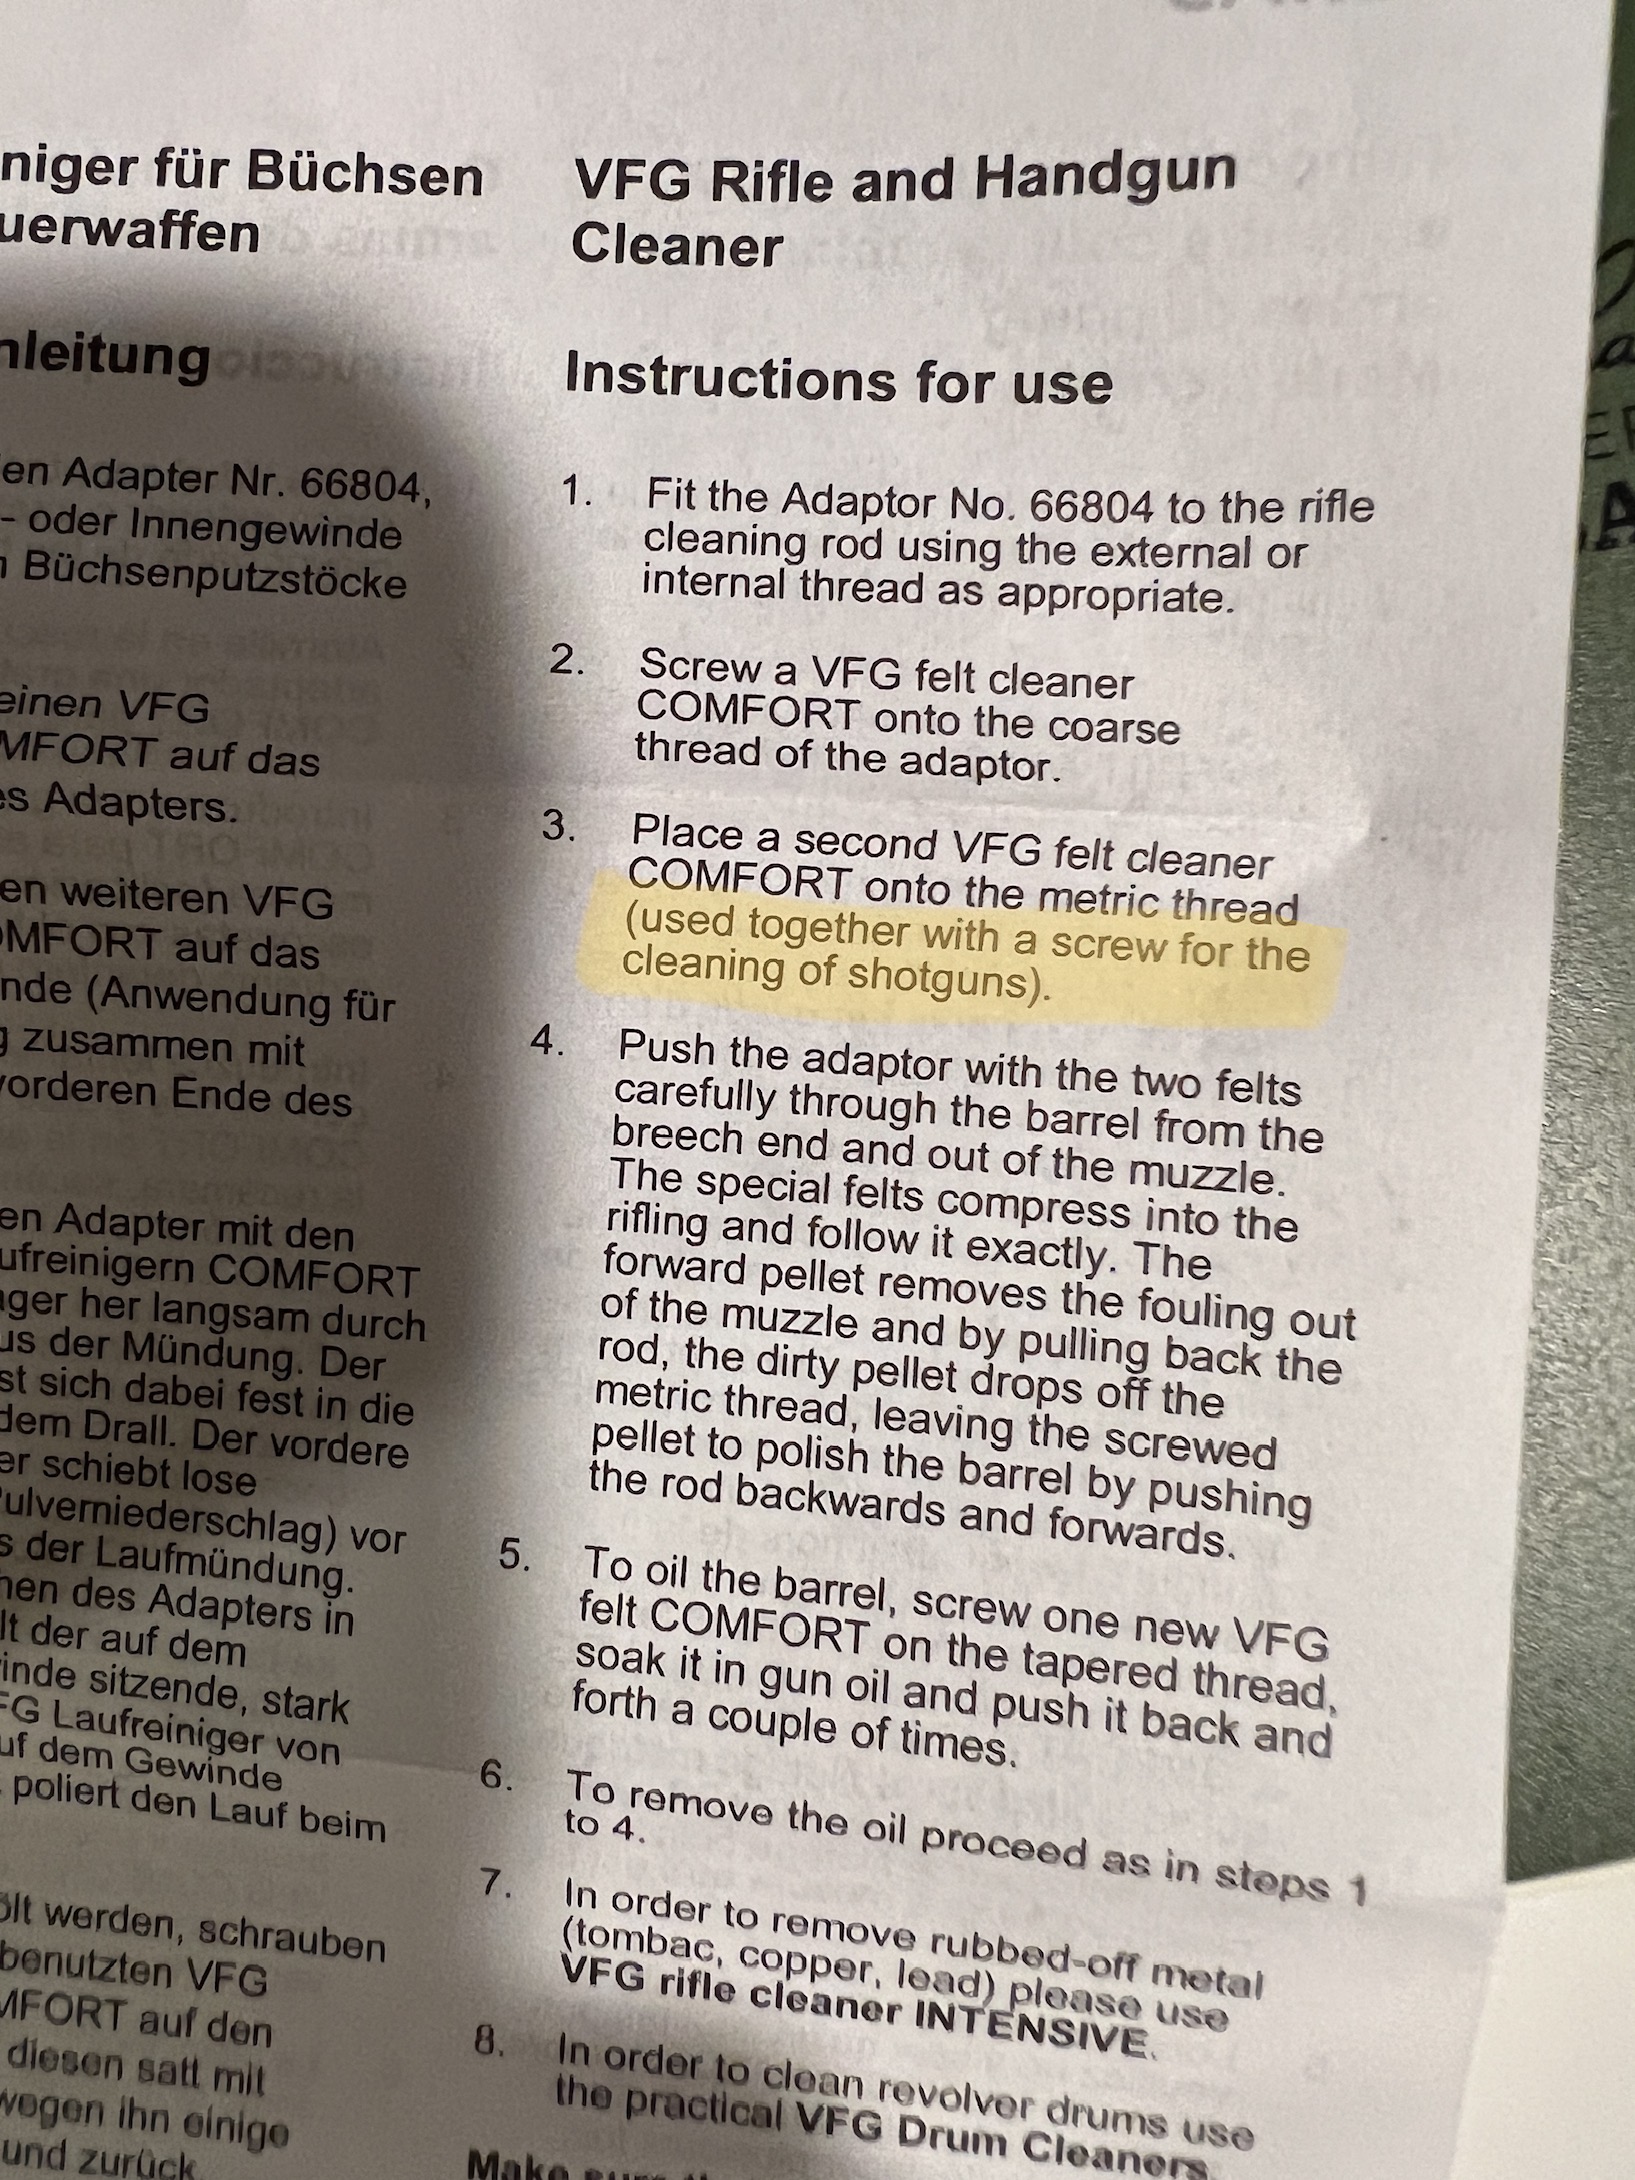 niger für Büchsen
uerwaffen
nleitung
en Adapter Nr. 66804,
- oder Innengewinde
Büchsenputzstöcke
einen VFG
MFORT auf das
es Adapters.
en weiteren VFG
OMFORT auf das
nde (Anwendung für
g zusammen mit
vorderen Ende des
en Adapter mit den
ufreinigern COMFORT
ager her langsam durch
us der Mündung. Der
st sich dabei fest in die
dem Drall. Der vordere
er schiebt lose
Pulverniederschlag) vor
s der Laufmündung.
hen des Adapters in
lt der auf dem
inde sitzende, stark
FG Laufreiniger von
uf dem Gewinde
poliert den Lauf beim
ölt werden, schrauben
benutzten VFG
MFORT auf den
diesen satt mit
wegen ihn einige
und zurück
VFG Rifle and Handgun
Cleaner
Instructions for use
1. Fit the Adaptor No. 66804 to the rifle
cleaning rod using the external or
internal thread as appropriate.
2. Screw a VFG felt cleaner
COMFORT onto the coarse
thread of the adaptor.
3. Place a second VFG felt cleaner
COMFORT onto the metric thread
(used together with a screw for the
cleaning of shotguns).
4. Push the adaptor with the two felts
carefully through the barrel from the
breech end and out of the muzzle.
The special felts compress into the
rifling and follow it exactly. The
forward pellet removes the fouling out
of the muzzle and by pulling back the
rod, the dirty pellet drops off the
metric thread, leaving the screwed
pellet to polish the barrel by pushing
the rod backwards and forwards.
5. To oil the barrel, screw one new VFG
felt COMFORT on the tapered thread,
soak it in gun oil and push it back and
forth a couple of times.
6. To remove the oil proceed as in steps 1
to 4.
7. In order to remove rubbed-off metal
(tombac, copper, lead) please use
VFG rifle cleaner INTENSIVE.
8. In order to clean revolver drums use
the practical VFG Drum Cleaners
Make sure